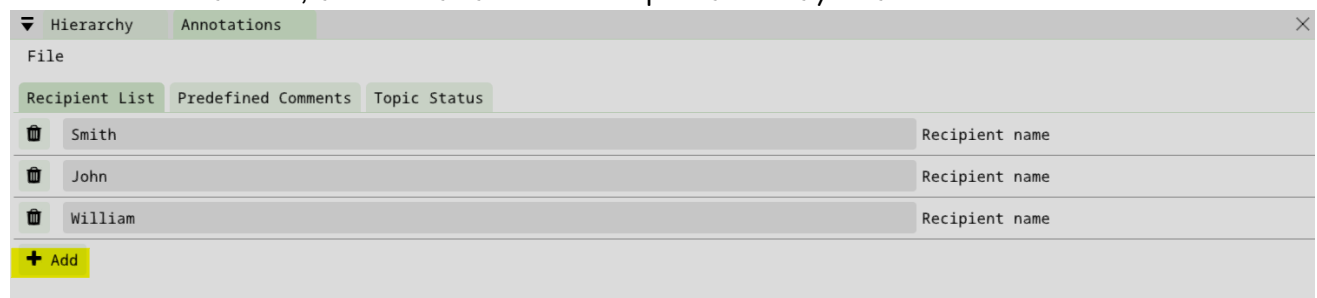 Hierarchy Annotations
File
Recipient List Predefined Comments Topic Status
Smith Recipient name
John Recipient name
William Recipient name
+ Add